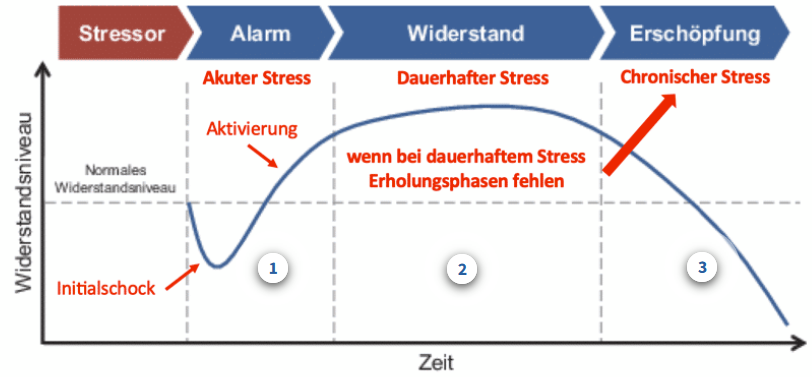 Stressor
Alarm
Widerstand
Erschöpfung
Akuter Stress
Dauerhafter Stress
Chronischer Stress
Aktivierung
wenn bei dauerhaftem Stress
Erholungsphasen fehlen
Normales
Widerstandsniveau
Widerstandsniveau
Initialschock
1
2
3
Zeit